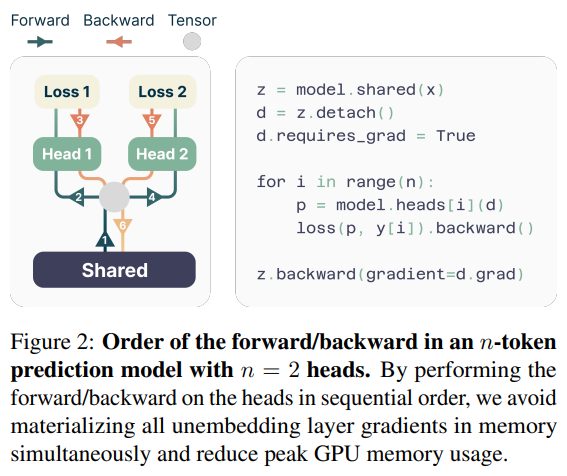 Forward Backward Tensor
Loss 1 Loss 2
3 5
Head 1 Head 2
2 4
1 6
Shared
z = model.shared(x)
d = z.detach()
d.requires_grad = True
for i in range(n):
    p = model.heads[i](d)
    loss(p, y[i]).backward()
z.backward(gradient=d.grad)
Figure 2: Order of the forward/backward in an n-token
prediction model with n = 2 heads. By performing the
forward/backward on the heads in sequential order, we avoid
materializing all unembedding layer gradients in memory
simultaneously and reduce peak GPU memory usage.